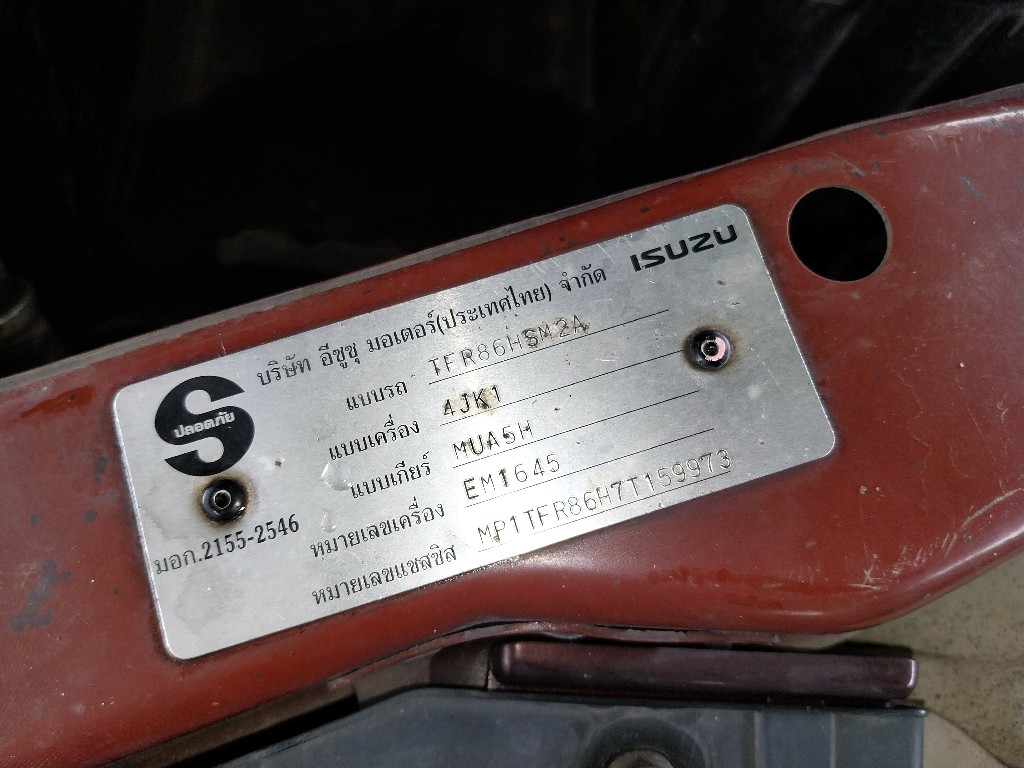 ISUZU
บริษัท อีซูซุ มอเตอร์(ประเทศไทย) จำกัด
S
ปลอดภัย
มอก.2155-2546
แบบรถ TFR86HSM2A
แบบเครื่อง 4JK1
แบบเกียร์ MUA5H
หมายเลขเครื่อง EM1645
หมายเลขแชสซิส MP1TFR86H7T159973